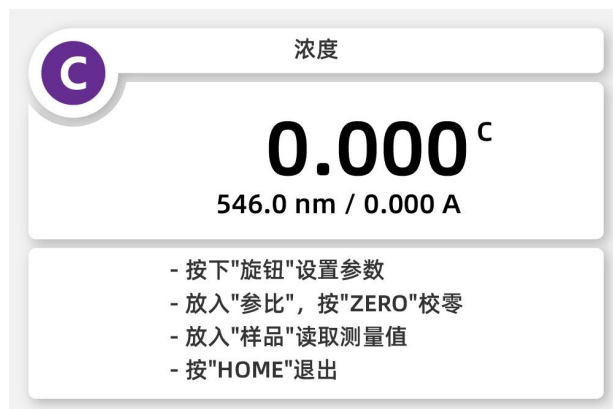 C
浓度
0.000 C
546.0 nm / 0.000 A
- 按下"旋钮"设置参数
- 放入"参比"，按"ZERO"校零
- 放入"样品"读取测量值
- 按"HOME"退出